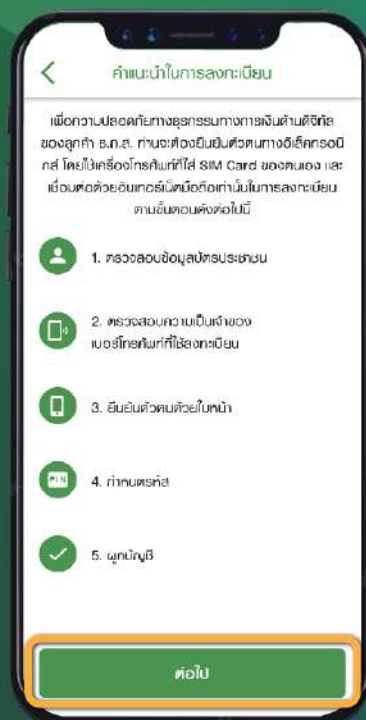 คำแนะนำในการลงทะเบียน
เพื่อความปลอดภัยทางธุรกรรมทางการเงินด้านดิจิทัล
ของลูกค้า ธ.ก.ส. ท่านจะต้องยืนยันตัวตนทางอิเล็คทรอนิ
กส์ โดยใช้เครื่องโทรศัพท์ที่ใส่ SIM Card ของตนเอง และ
เชื่อมต่อด้วยอินเทอร์เน็ตมือถือเท่านั้นในการลงทะเบียน
ตามขั้นตอนดังต่อไปนี้
1. ตรวจสอบข้อมูลบัตรประชาชน
2. ตรวจสอบความเป็นเจ้าของ
เบอร์โทรศัพท์ที่ใช้ลงทะเบียน
3. ยืนยันตัวตนด้วยใบหน้า
PIN
4. กำหนดรหัส
5. ผูกบัญชี
ต่อไป